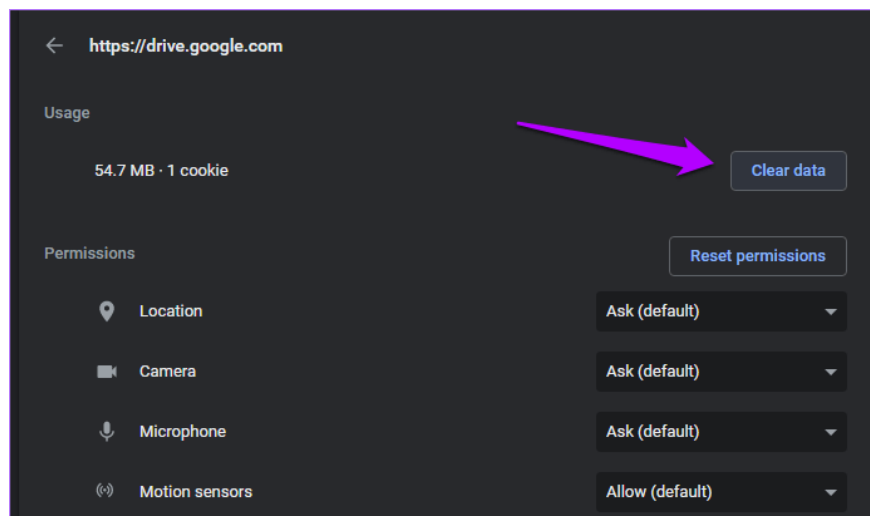 https://drive.google.com
Usage
54.7 MB · 1 cookie
Clear data
Permissions
Reset permissions
Location
Ask (default)
Camera
Ask (default)
Microphone
Ask (default)
Motion sensors
Allow (default)